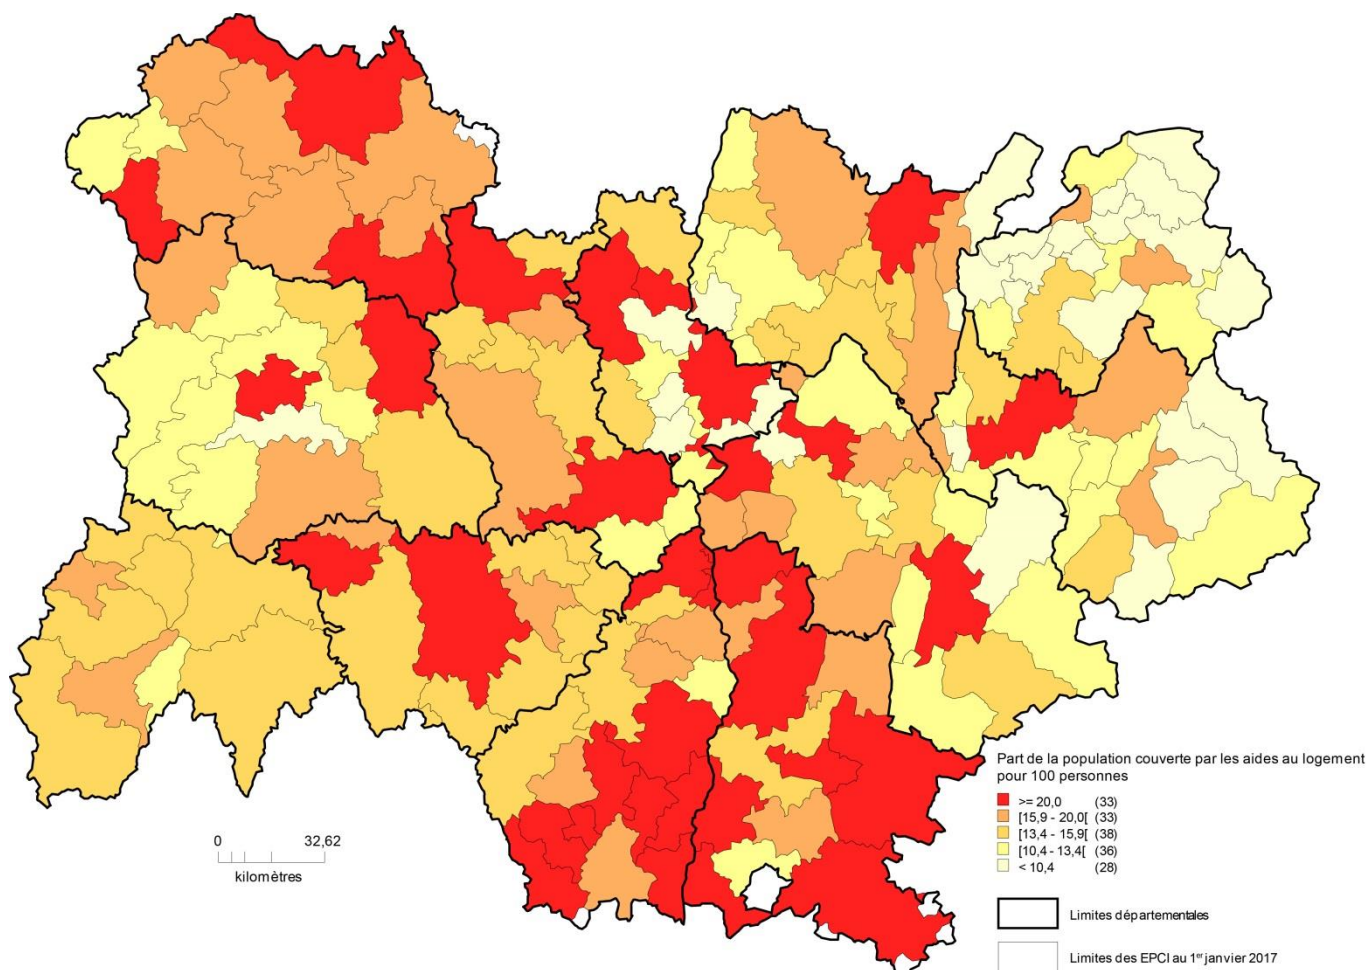 Part de la population couverte par les aides au logement
pour 100 personnes
>= 20,0 (33)
[15,9 - 20,0[ (33)
[13,4 - 15,9[ (38)
[10,4 - 13,4[ (36)
< 10,4 (28)
0 32,62
kilomètres
Limites départementales
Limites des EPCI au 1er janvier 2017